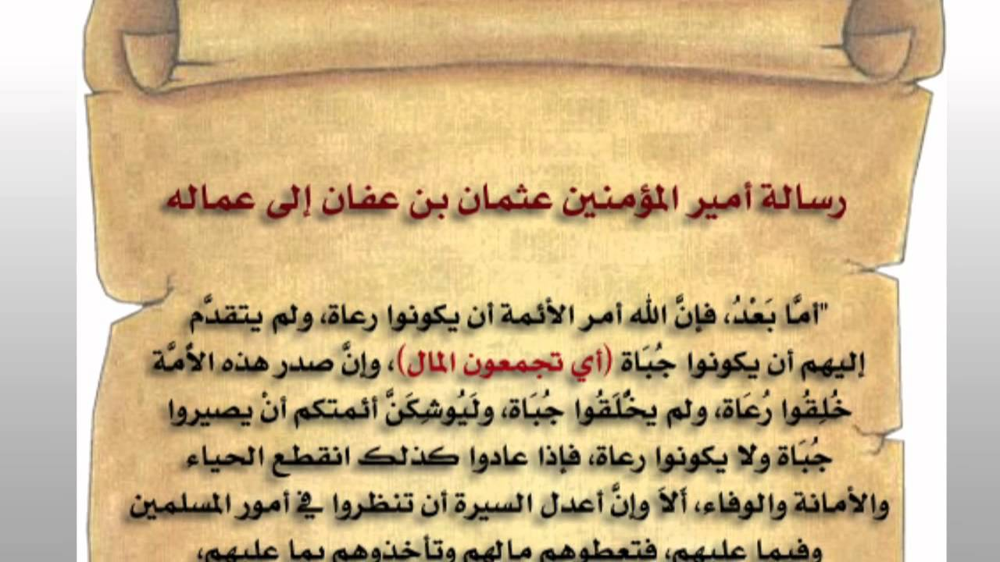 رسالة أمير المؤمنين عثمان بن عفان إلى عماله
"أمَّا بَعْدُ، فإنَّ الله أمر الأئمة أن يكونوا رعاة، ولم يتقدَّم
إليهم أن يكونوا جُبَاة (أي تجمعون المال)، وإنَّ صدر هذه الأمَّة
خُلِقُوا رُعَاة، ولم يخُلَقُوا جُبَاة، ولَيُوشِكَنَّ أئمتكم أنْ يصيروا
جُبَاة ولا يكونوا رعاة، فإذا عادوا كذلك انقطع الحياء
والأمانة والوفاء، أَلاَ وإنَّ أعدل السيرة أن تنظروا في أمور المسلمين
وفيما عليهم، فتعطوهم مالهم وتأخذوهم بما عليهم،